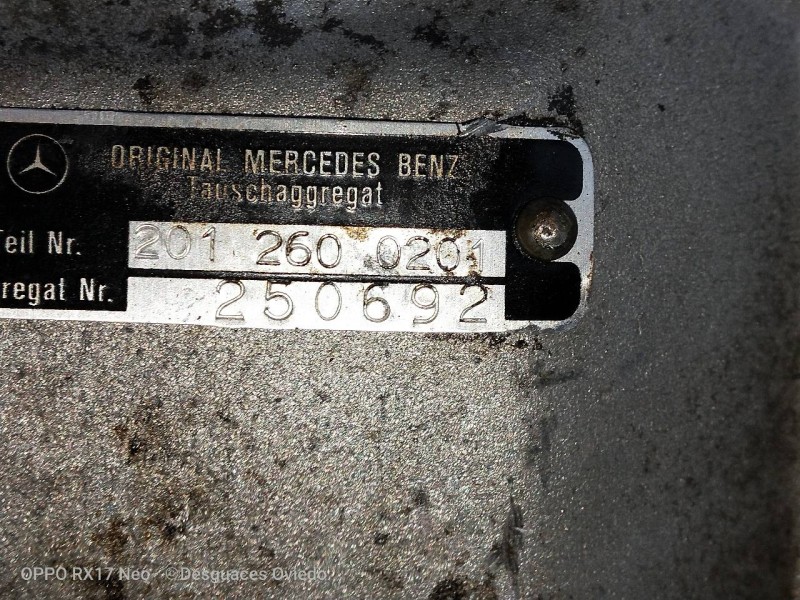 ORIGINAL MERCEDES BENZ
Tauschaggregat
Teil Nr. 201 260 0201
regat Nr. 250692
OPPO RX17 Neo ©Desguaces Oviedo